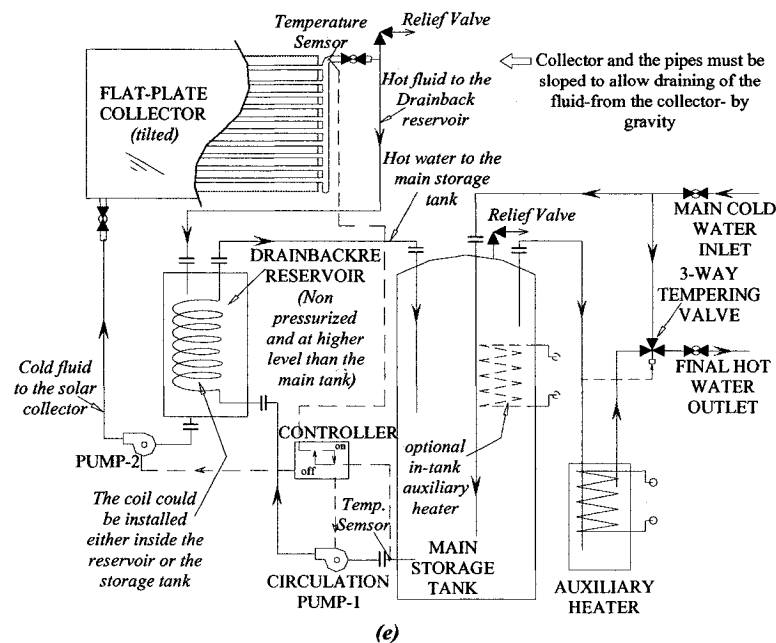 Temperature
Semsor
Relief Valve
FLAT-PLATE
COLLECTOR
(tilted)
Hot fluid to the
Drainback
reservoir
Collector and the pipes must be
sloped to allow draining of the
fluid-from the collector- by
gravity
Hot water to the
main storage
tank
Relief Valve
MAIN COLD
WATER
INLET
DRAINBACKRE
RESERVOIR
(Non
pressurized
and at higher
level than the
main tank)
3-WAY
TEMPERING
VALVE
Cold fluid
to the solar
collector
FINAL HOT
WATER
OUTLET
PUMP-2
CONTROLLER
on
off
optional
in-tank
auxiliary
heater
The coil could
be installed
either inside the
reservoir or the
storage tank
Temp.
Semsor
CIRCULATION
PUMP-1
MAIN
STORAGE
TANK
AUXILIARY
HEATER
(e)